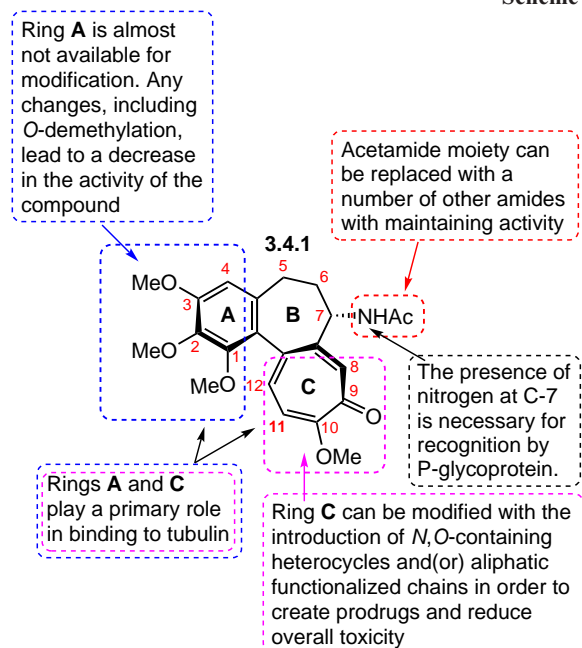 Scheme
Ring A is almost
not available for
modification. Any
changes, including
O-demethylation,
lead to a decrease
in the activity of the
compound
Acetamide moiety can
be replaced with a
number of other amides
with maintaining activity
3.4.1
4
5
6
MeO
3
A
B
7
NHAc
MeO
2
1
8
MeO
12
C
9
O
11
10
OMe
The presence of
nitrogen at C-7
is necessary for
recognition by
P-glycoprotein.
Rings A and C
play a primary role
in binding to tubulin
Ring C can be modified with the
introduction of N,O-containing
heterocycles and(or) aliphatic
functionalized chains in order to
create prodrugs and reduce
overall toxicity